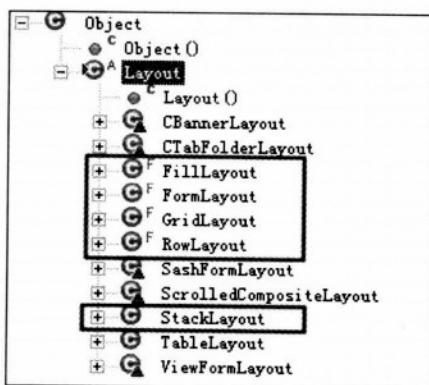 Object
C Object()
A Layout
C Layout()
CBannerLayout
CTabFolderLayout
F FillLayout
F FormLayout
F GridLayout
F RowLayout
SashFormLayout
ScrolledCompositeLayout
StackLayout
TableLayout
ViewFormLayout